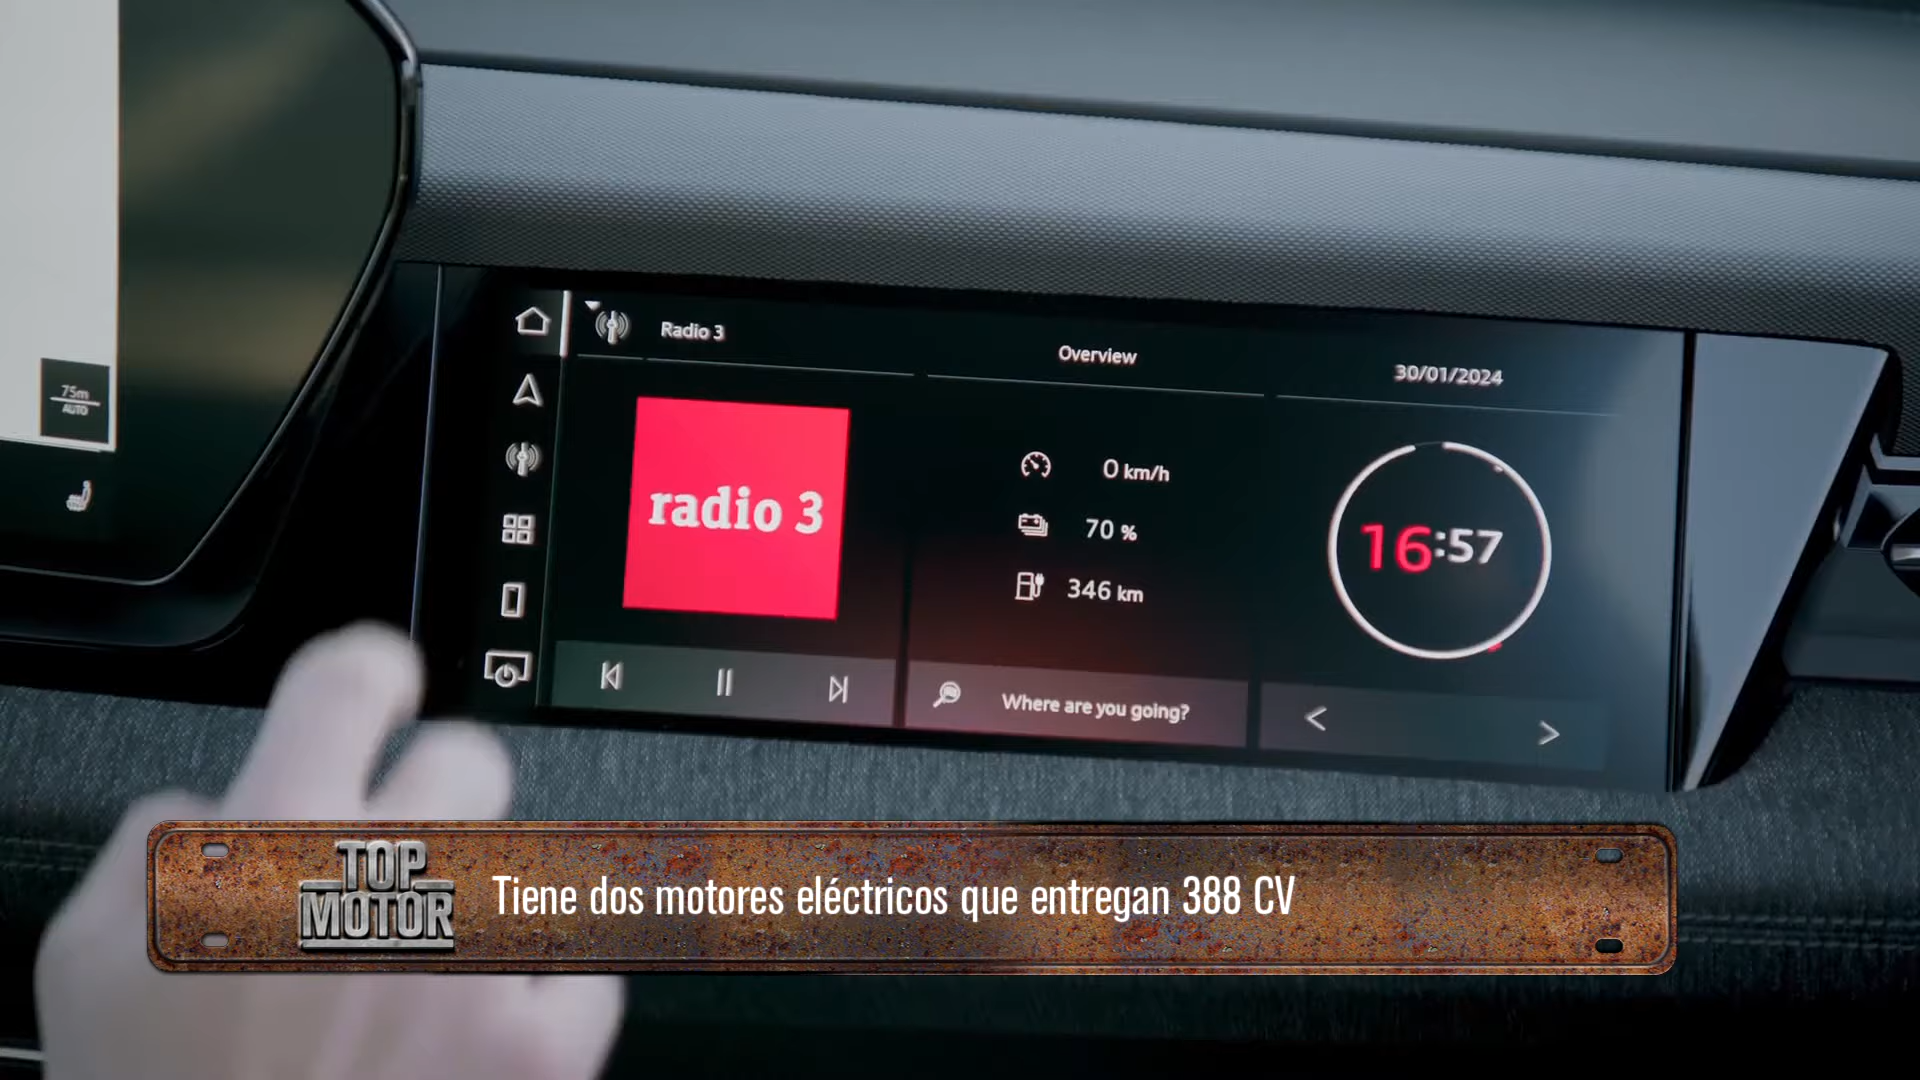 Radio 3
Overview
30/01/2024
75m
AUTO
radio 3
0 km/h
70 %
346 km
16:57
Where are you going?
TOP
MOTOR
Tiene dos motores eléctricos que entregan 388 CV